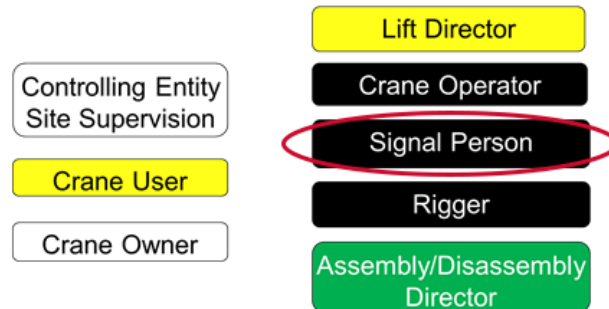 Controlling Entity
Site Supervision
Crane User
Crane Owner
Lift Director
Crane Operator
Signal Person
Rigger
Assembly/Disassembly
Director